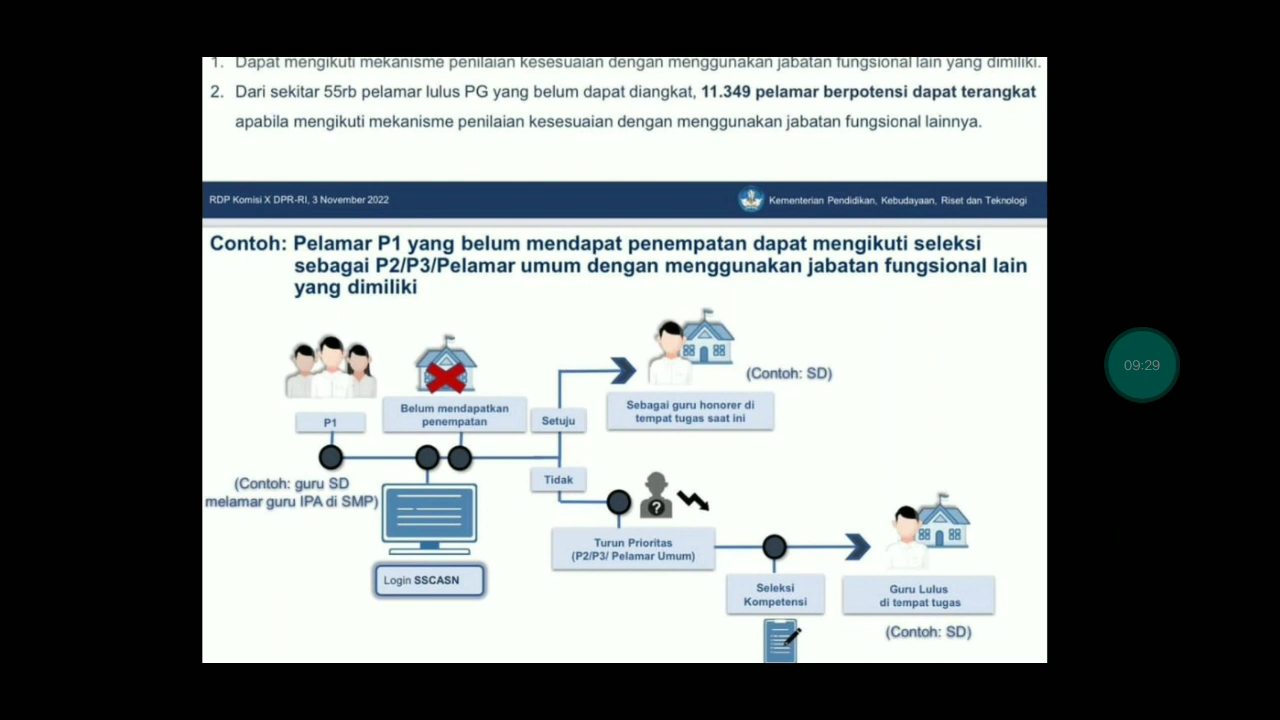 1. Dapat mengikuti mekanisme penilaian kesesuaian dengan menggunakan jabatan fungsional lain yang dimiliki.
2. Dari sekitar 55rb pelamar lulus PG yang belum dapat diangkat, 11.349 pelamar berpotensi dapat terangkat
apabila mengikuti mekanisme penilaian kesesuaian dengan menggunakan jabatan fungsional lainnya.
RDP Komisi X DPR-RI, 3 November 2022
Kementerian Pendidikan, Kebudayaan, Riset dan Teknologi
Contoh: Pelamar P1 yang belum mendapat penempatan dapat mengikuti seleksi
sebagai P2/P3/Pelamar umum dengan menggunakan jabatan fungsional lain
yang dimiliki
(Contoh: SD)
Sebagai guru honorer di
tempat tugas saat ini
P1
Belum mendapatkan
penempatan
Setuju
09:29
(Contoh: guru SD
melamar guru IPA di SMP)
Tidak
?
Turun Prioritas
(P2/P3/ Pelamar Umum)
Login SSCASN
Seleksi
Kompetensi
Guru Lulus
di tempat tugas
(Contoh: SD)